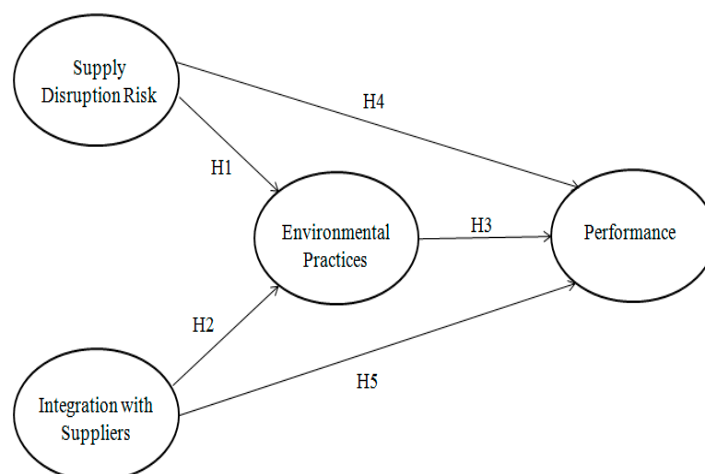 Supply
Disruption Risk
H4
H1
Environmental
Practices
H3
Performance
H2
H5
Integration with
Suppliers